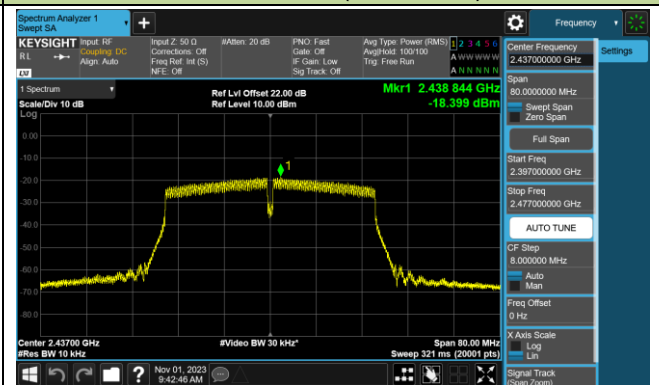 Spectrum Analyzer 1
Swept SA
+
Frequency
KEYSIGHT
Input: RF
Coupling: DC
Align: Auto
Input Z: 50 Ω
Corrections: Off
Freq Ref: Int (S)
NFE: Off
#Atten: 20 dB
PNO: Fast
Gate: Off
IF Gain: Low
Sig Track: Off
Avg Type: Power (RMS)
Avg|Hold: 100/100
Trig: Free Run
1 2 3 4 5 6
A W W W W W
A N N N N N
RL
LXI
1 Spectrum
Scale/Div 10 dB
Log
Ref Lvl Offset 22.00 dB
Ref Level 10.00 dBm
Mkr1 2.438 844 GHz
-18.399 dBm
0.00
-10.0
-20.0
-30.0
-40.0
-50.0
-60.0
-70.0
-80.0
1
Center 2.43700 GHz
#Res BW 10 kHz
#Video BW 30 kHz*
Span 80.00 MHz
Sweep 321 ms (20001 pts)
Nov 01, 2023
9:42:46 AM
?
Center Frequency
2.437000000 GHz
Settings
Span
80.0000000 MHz
Swept Span
Zero Span
Full Span
Start Freq
2.397000000 GHz
Stop Freq
2.477000000 GHz
AUTO TUNE
CF Step
8.000000 MHz
Auto
Man
Freq Offset
0 Hz
X Axis Scale
Log
Lin
Signal Track
(Span Zoom)